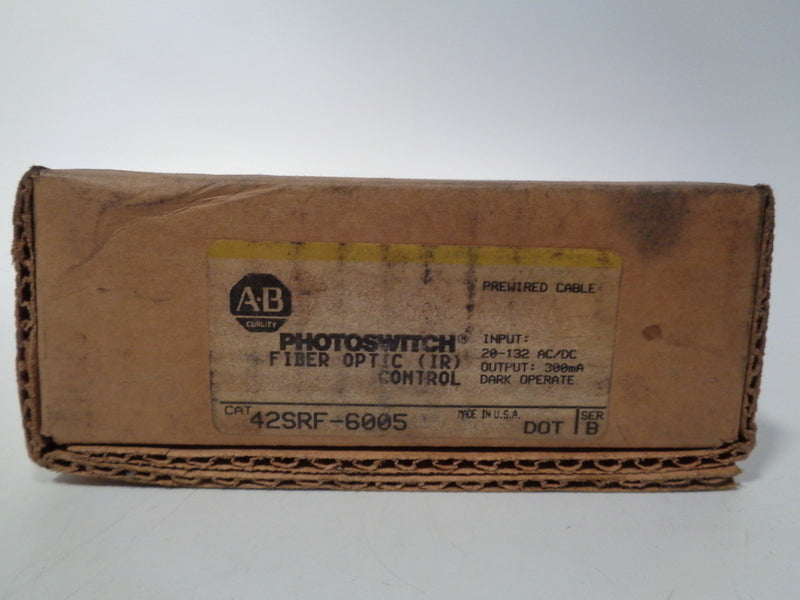 A·B
QUALITY
PREWIRED CABLE
PHOTOSWITCH®
FIBER OPTIC (IR)
CONTROL
INPUT:
20-132 AC/DC
OUTPUT: 300mA
DARK OPERATE
CAT 42SRF-6005
MADE IN U.S.A.
DOT
SER
B